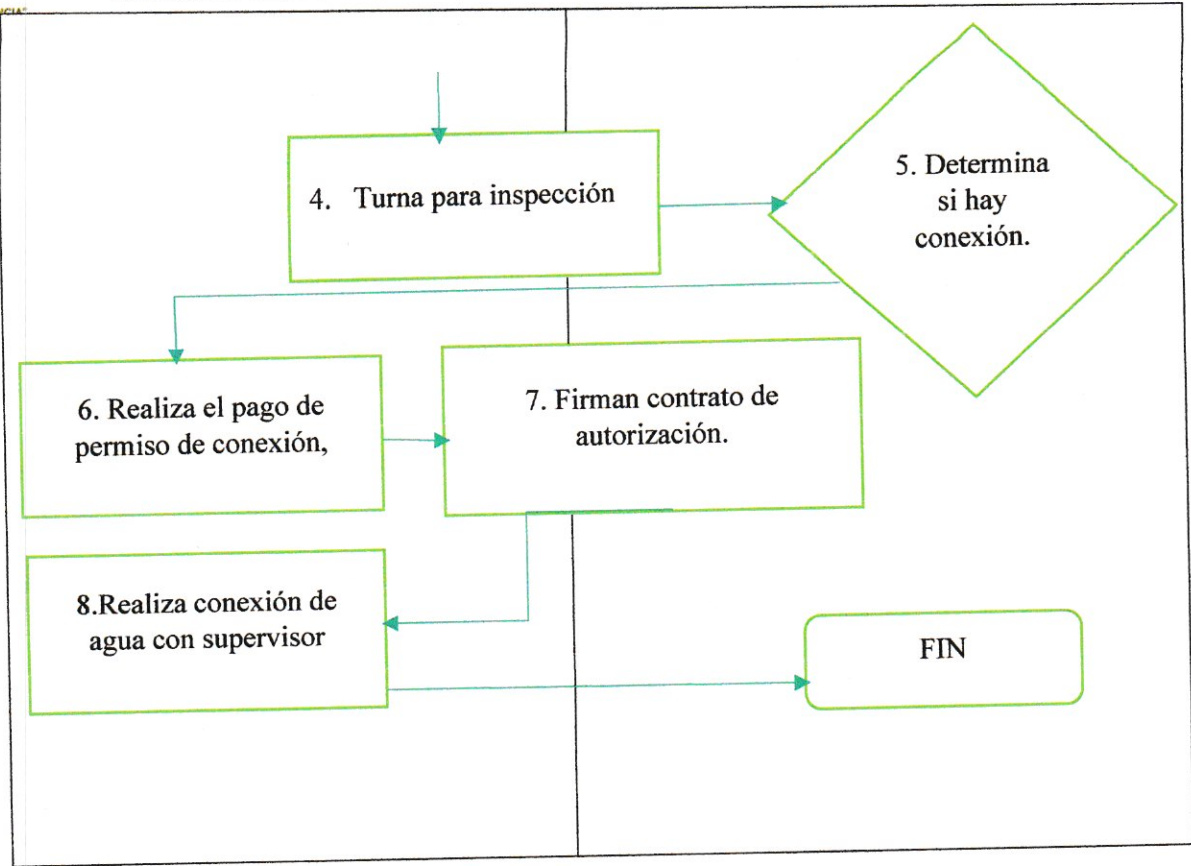 4. Turna para inspección
5. Determina
si hay
conexión.
6. Realiza el pago de
permiso de conexión,
7. Firman contrato de
autorización.
8.Realiza conexión de
agua con supervisor
FIN